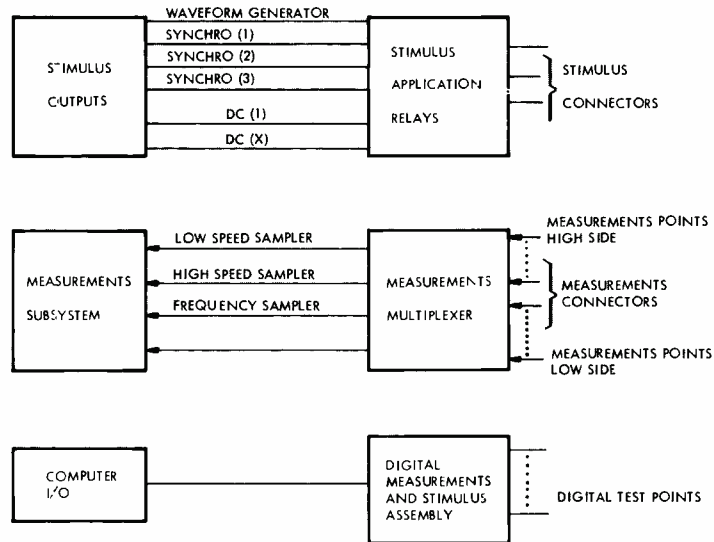 WAVEFORM GENERATOR
SYNCHRO (1)
SYNCHRO (2)
SYNCHRO (3)
DC (1)
DC (X)
STIMULUS
OUTPUTS
STIMULUS
APPLICATION
RELAYS
STIMULUS
CONNECTORS
MEASUREMENTS
SUBSYSTEM
LOW SPEED SAMPLER
HIGH SPEED SAMPLER
FREQUENCY SAMPLER
MEASUREMENTS
MULTIPLEXER
MEASUREMENTS POINTS
HIGH SIDE
MEASUREMENTS
CONNECTORS
MEASUREMENTS POINTS
LOW SIDE
COMPUTER
I/O
DIGITAL
MEASUREMENTS
AND STIMULUS
ASSEMBLY
DIGITAL TEST POINTS